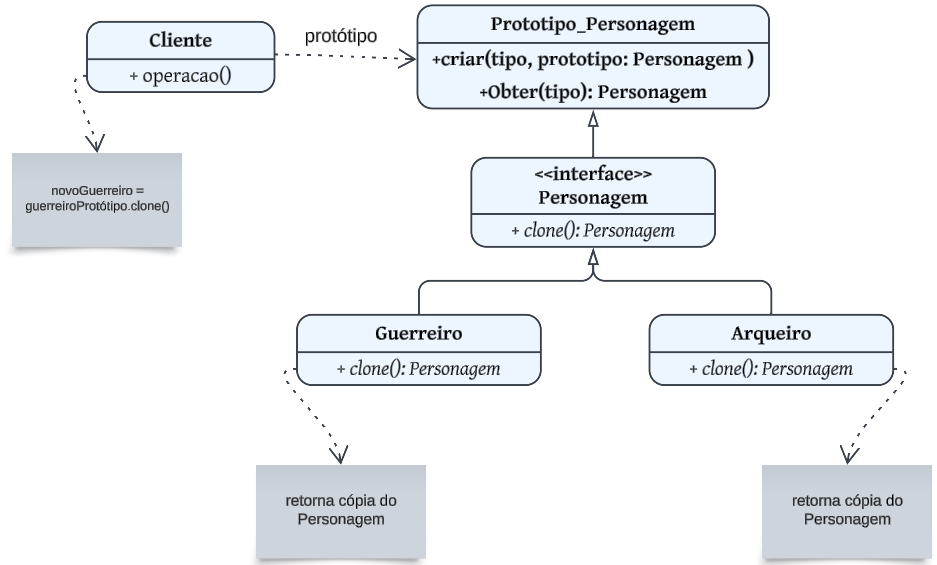 Cliente
+ operacao()
protótipo
Prototipo_Personagem
+criar(tipo, prototipo: Personagem )
+Obter(tipo): Personagem
novoGuerreiro =
guerreiroProtótipo.clone()
<<interface>>
Personagem
+ clone(): Personagem
Guerreiro
+ clone(): Personagem
Arqueiro
+ clone(): Personagem
retorna cópia do
Personagem
retorna cópia do
Personagem